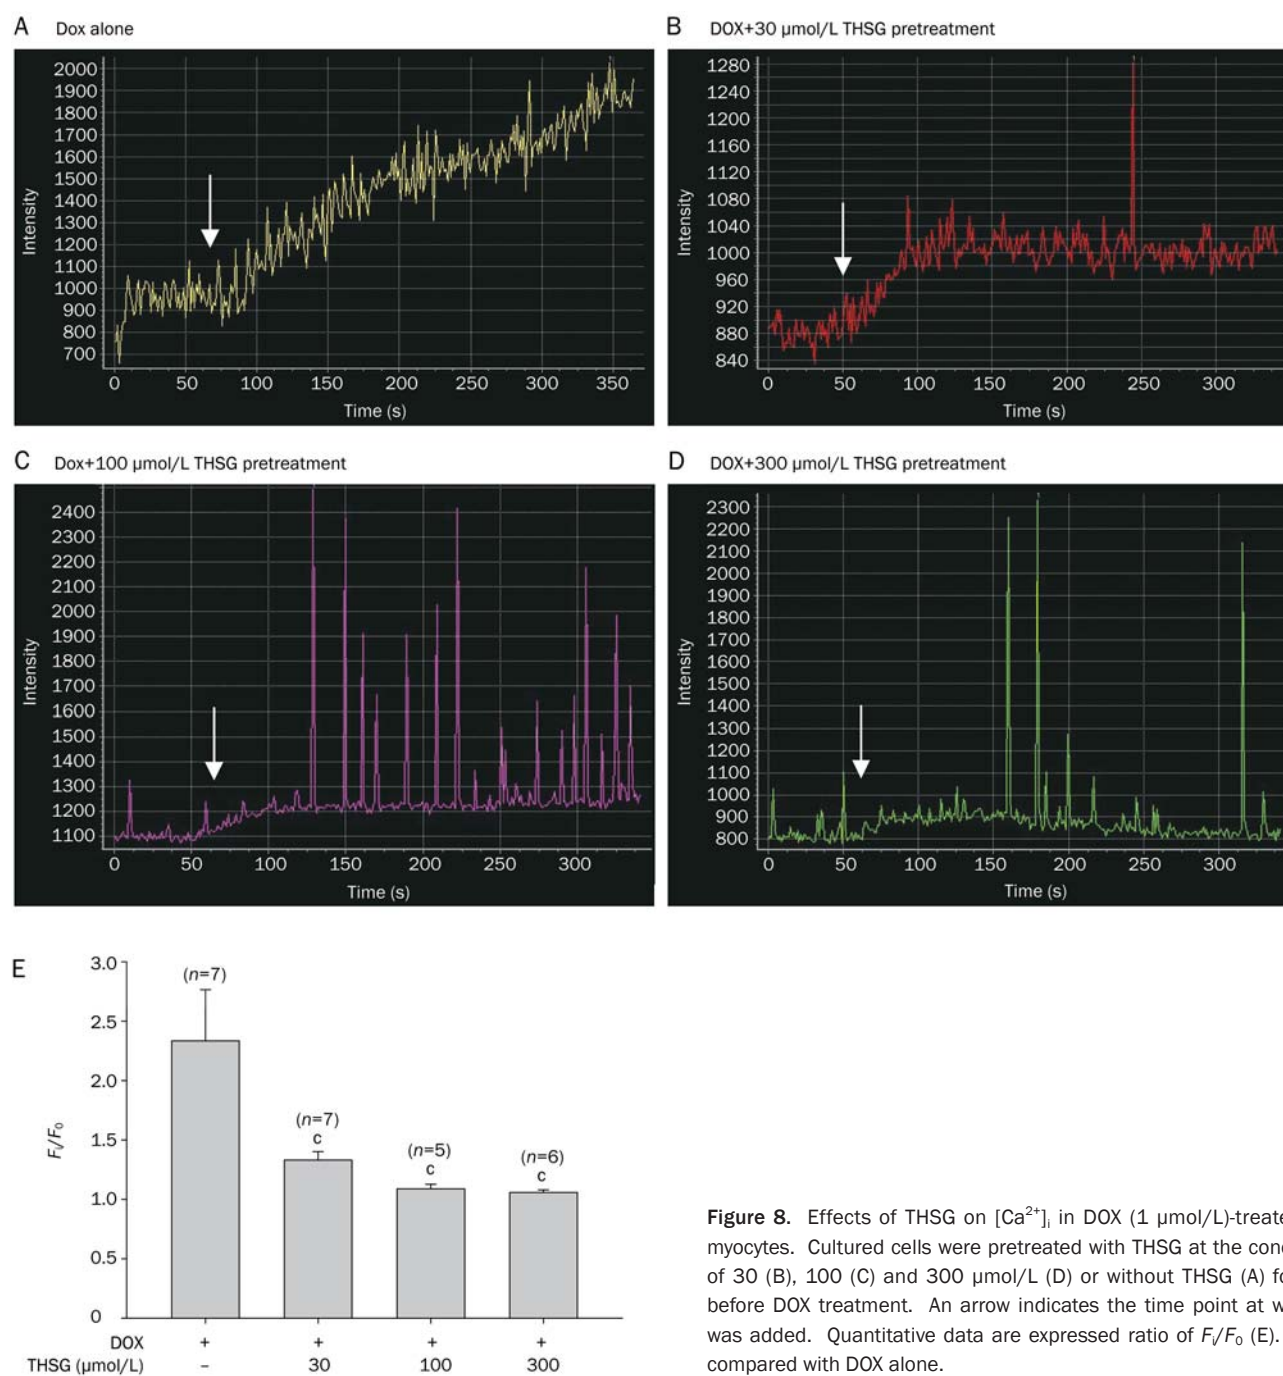 A Dox alone
Intensity
2000
1900
1800
1700
1600
1500
1400
1300
1200
1100
1000
900
800
700
0 50 100 150 200 250 300 350
Time (s)
B DOX+30 µmol/L THSG pretreatment
Intensity
1280
1240
1200
1160
1120
1080
1040
1000
960
920
880
840
0 50 100 150 200 250 300
Time (s)
C Dox+100 µmol/L THSG pretreatment
Intensity
2400
2300
2200
2100
2000
1900
1800
1700
1600
1500
1400
1300
1200
1100
0 50 100 150 200 250 300
Time (s)
D DOX+300 µmol/L THSG pretreatment
Intensity
2300
2200
2100
2000
1900
1800
1700
1600
1500
1400
1300
1200
1100
1000
900
800
0 50 100 150 200 250 300
Time (s)
E
Fi/F0
3.0
2.5
2.0
1.5
1.0
0.5
0
(n=7)
(n=7)
c
(n=5)
c
(n=6)
c
DOX + + + +
THSG (µmol/L) – 30 100 300
Figure 8. Effects of THSG on [Ca2+]i in DOX (1 µmol/L)-treate
myocytes. Cultured cells were pretreated with THSG at the conc
of 30 (B), 100 (C) and 300 µmol/L (D) or without THSG (A) fo
before DOX treatment. An arrow indicates the time point at w
was added. Quantitative data are expressed ratio of Fi/F0 (E).
compared with DOX alone.